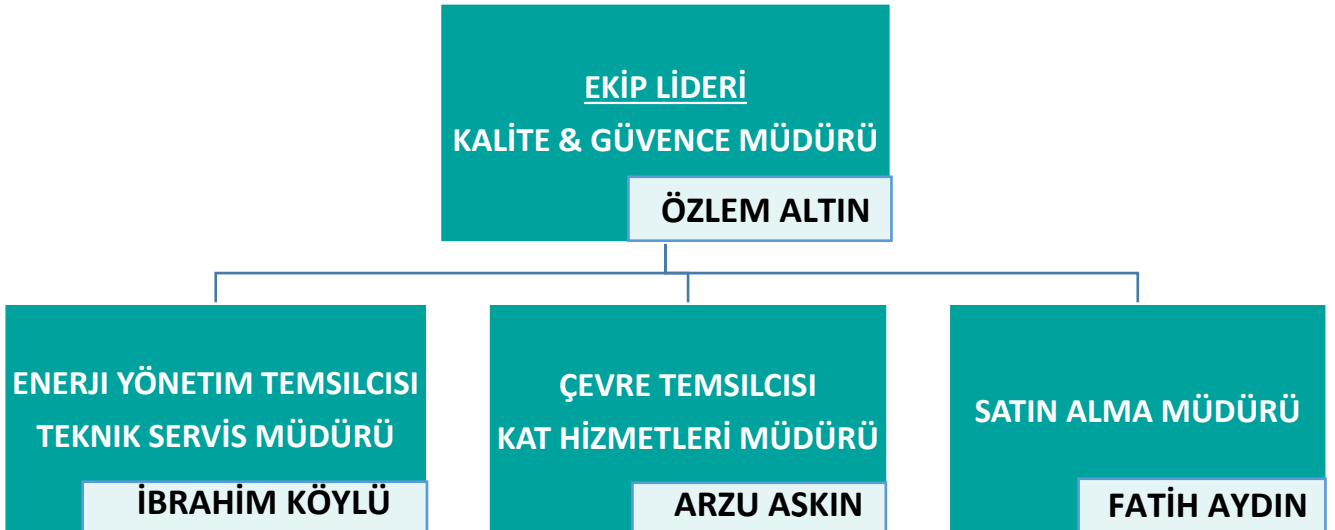 EKİP LİDERİ
KALİTE & GÜVENCE MÜDÜRÜ
ÖZLEM ALTIN
ENERJI YÖNETIM TEMSILCISI
TEKNIK SERVİS MÜDÜRÜ
İBRAHİM KÖYLÜ
ÇEVRE TEMSILCISI
KAT HİZMETLERİ MÜDÜRÜ
ARZU ASKIN
SATIN ALMA MÜDÜRÜ
FATİH AYDIN